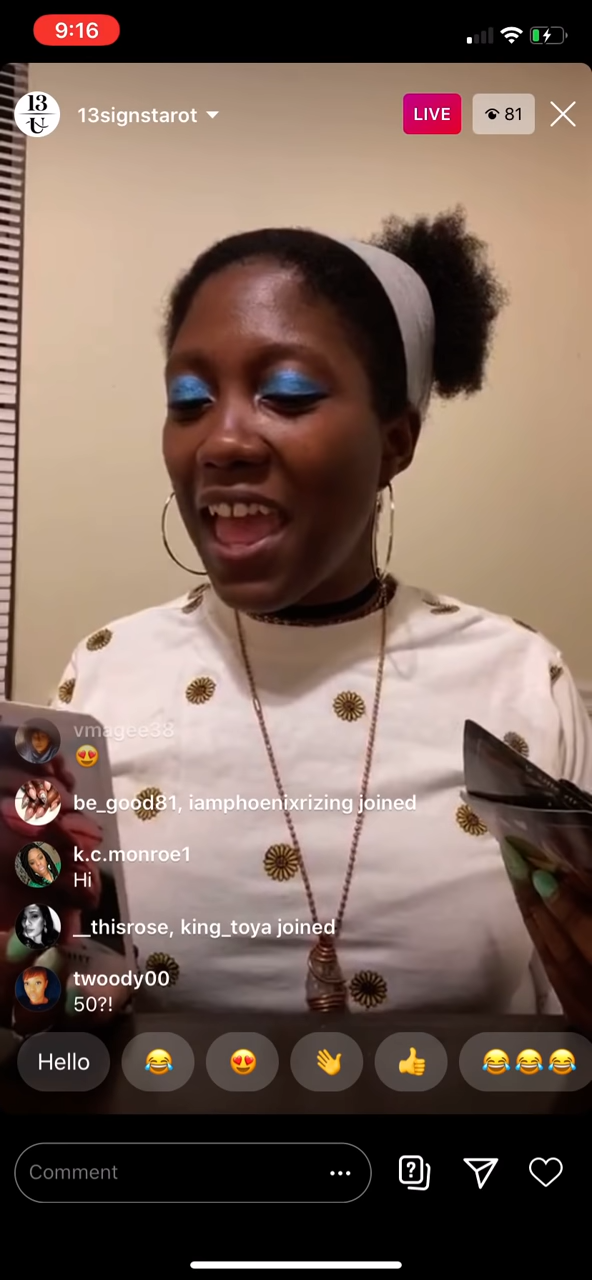 9:16
13
U
13signstarot
LIVE
81
vmagee38
😍
be_good81, iamphoenixrizing joined
k.c.monroe1
Hi
__thisrose, king_toya joined
twoody00
50?!
Hello 😂 😍 👋 👍 😂😂😂
Comment